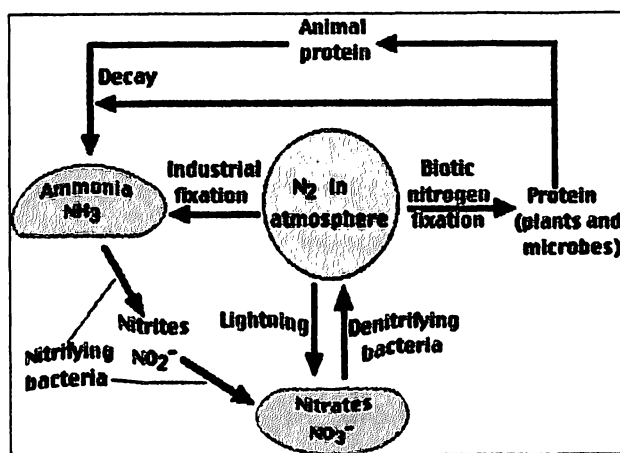 Animal
protein
Decay
Industrial
fixation
N2 in
atmosphere
Biotic
nitrogen
fixation
Protein
(plants and
microbes)
Ammonia
NH3
Nitrites
NO2-
Nitrifying
bacteria
Lightning
Denitrifying
bacteria
Nitrates
NO3-